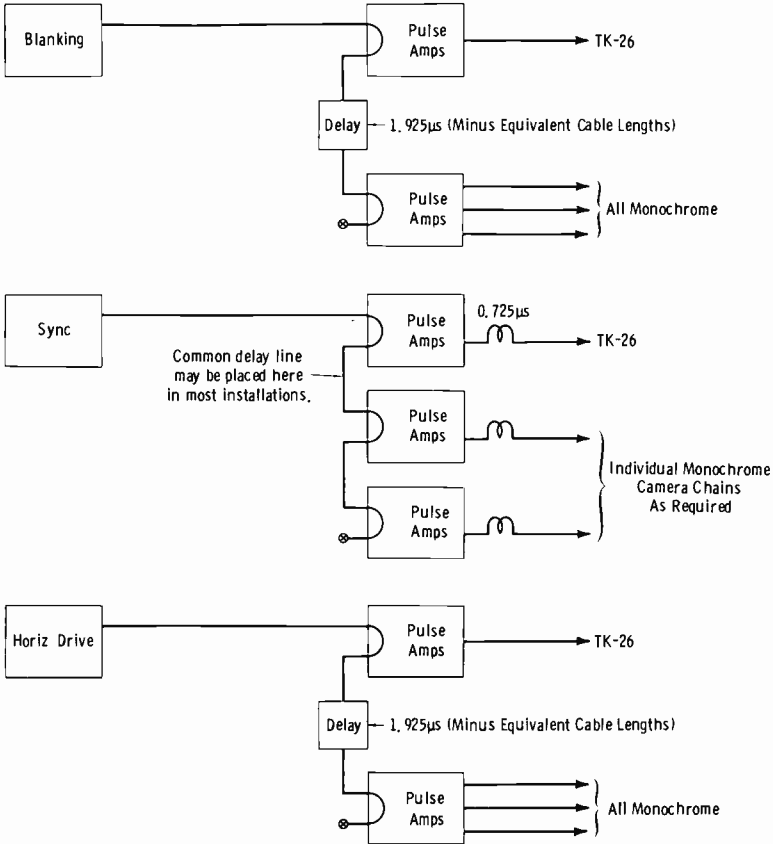 Blanking
Pulse
Amps
TK-26
Delay
1.925µs (Minus Equivalent Cable Lengths)
Pulse
Amps
All Monochrome
Sync
Pulse
Amps
0.725µs
TK-26
Common delay line
may be placed here
in most installations.
Pulse
Amps
Individual Monochrome
Camera Chains
As Required
Pulse
Amps
Horiz Drive
Pulse
Amps
TK-26
Delay
1.925µs (Minus Equivalent Cable Lengths)
Pulse
Amps
All Monochrome